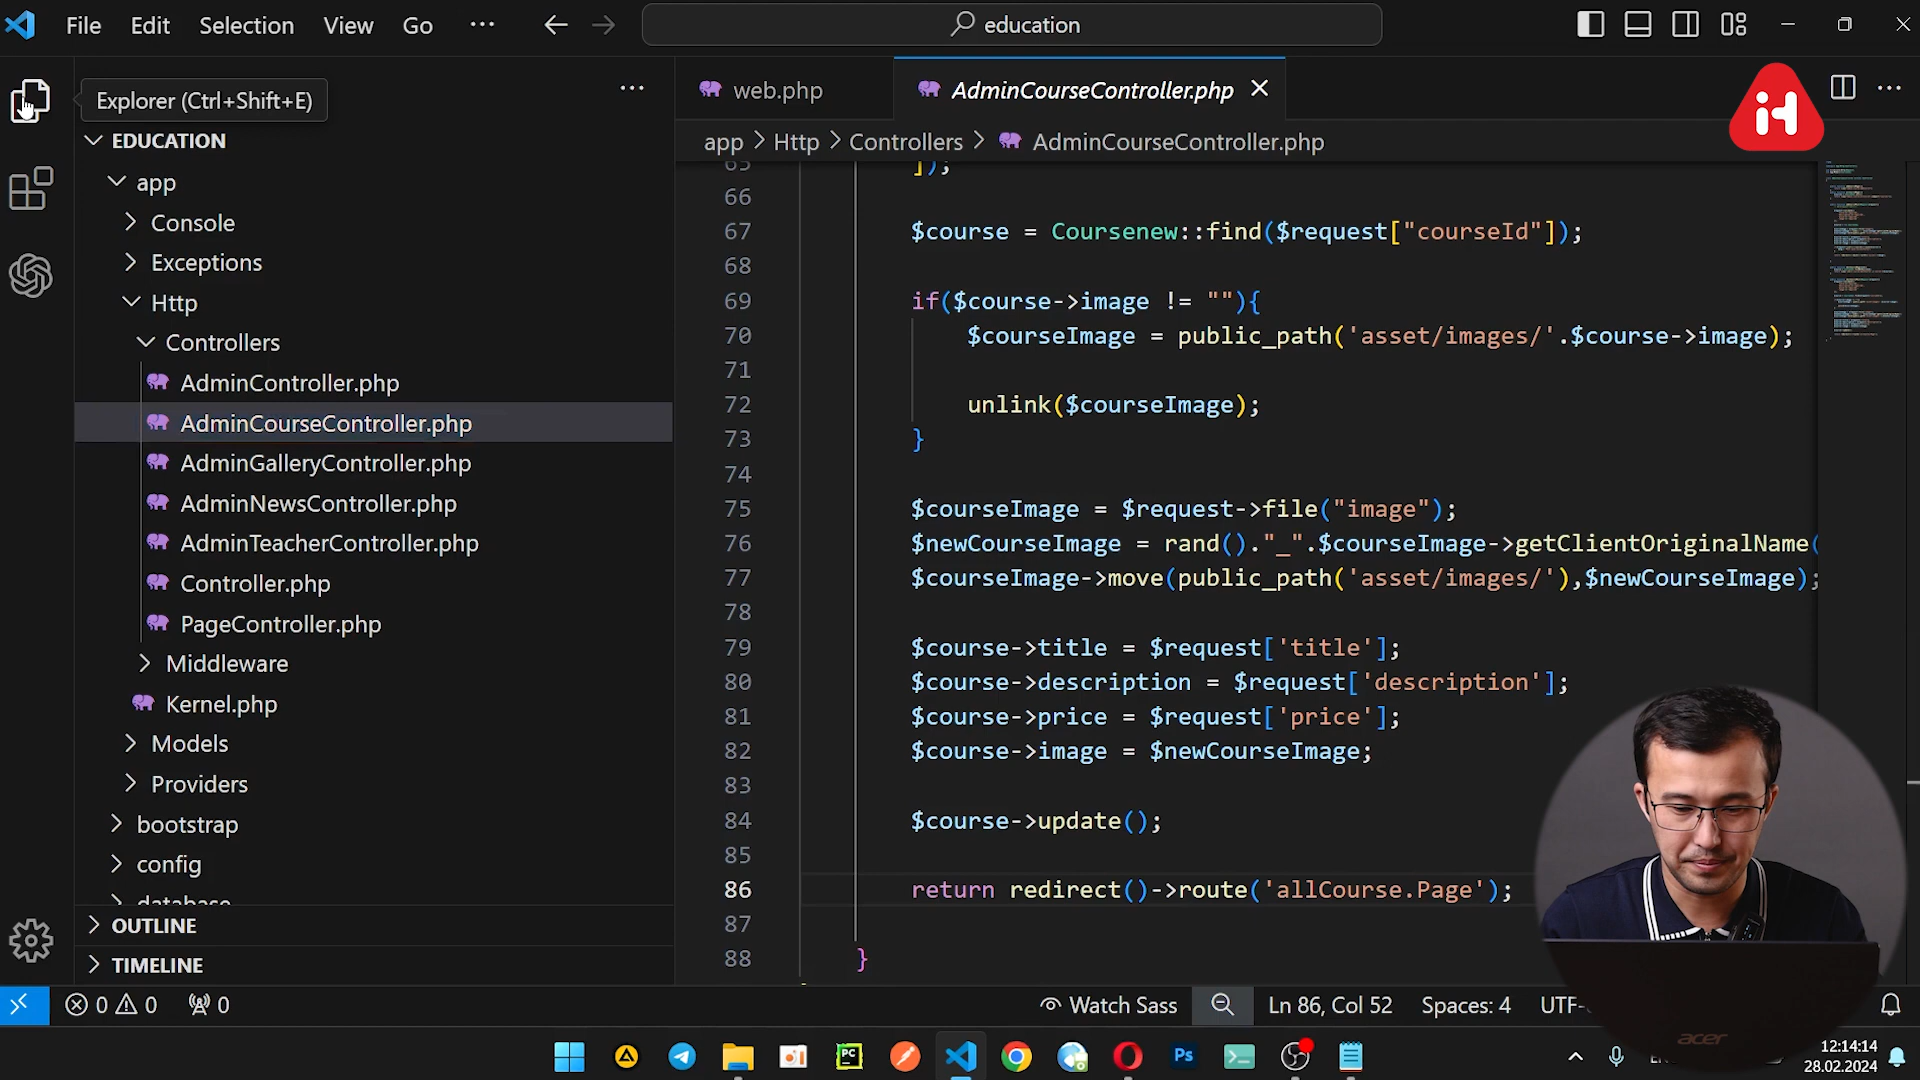 File Edit Selection View Go ...
education
Explorer (Ctrl+Shift+E)
web.php
AdminCourseController.php
EDUCATION
app > Http > Controllers > AdminCourseController.php
app
Console
Exceptions
Http
Controllers
AdminController.php
AdminCourseController.php
AdminGalleryController.php
AdminNewsController.php
AdminTeacherController.php
Controller.php
PageController.php
Middleware
Kernel.php
Models
Providers
bootstrap
config
database
OUTLINE
TIMELINE
65 ]);
66
67 $course = Coursenew::find($request["courseId"]);
68
69 if($course->image != ""){
70 $courseImage = public_path('asset/images/'.$course->image);
71
72 unlink($courseImage);
73 }
74
75 $courseImage = $request->file("image");
76 $newCourseImage = rand()."_".$courseImage->getClientOriginalName(
77 $courseImage->move(public_path('asset/images/'),$newCourseImage);
78
79 $course->title = $request['title'];
80 $course->description = $request['description'];
81 $course->price = $request['price'];
82 $course->image = $newCourseImage;
83
84 $course->update();
85
86 return redirect()->route('allCourse.Page');
87
88 }
0 0 0
Watch Sass
Ln 86, Col 52
Spaces: 4
UTF-
PC
Ps
acer
12:14:14
28.02.2024